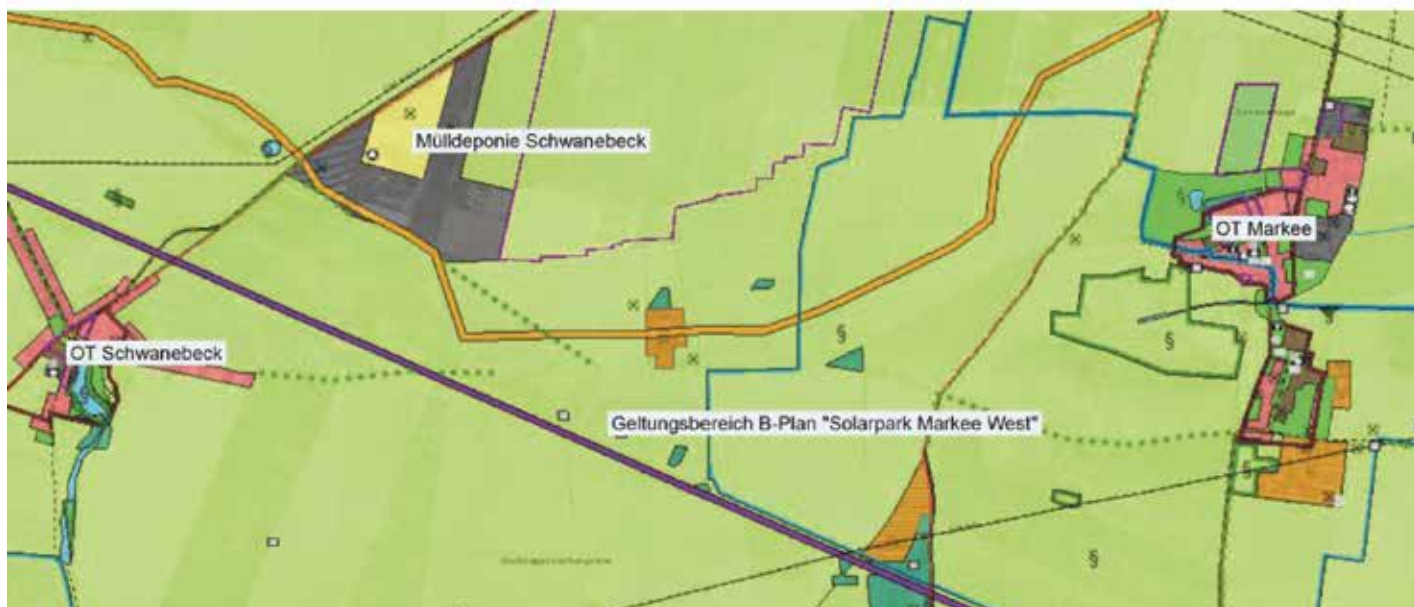 Mülldeponie Schwanebeck
OT Markee
OT Schwanebeck
§
§
Geltungsbereich B-Plan "Solarpark Markee West"
§
§